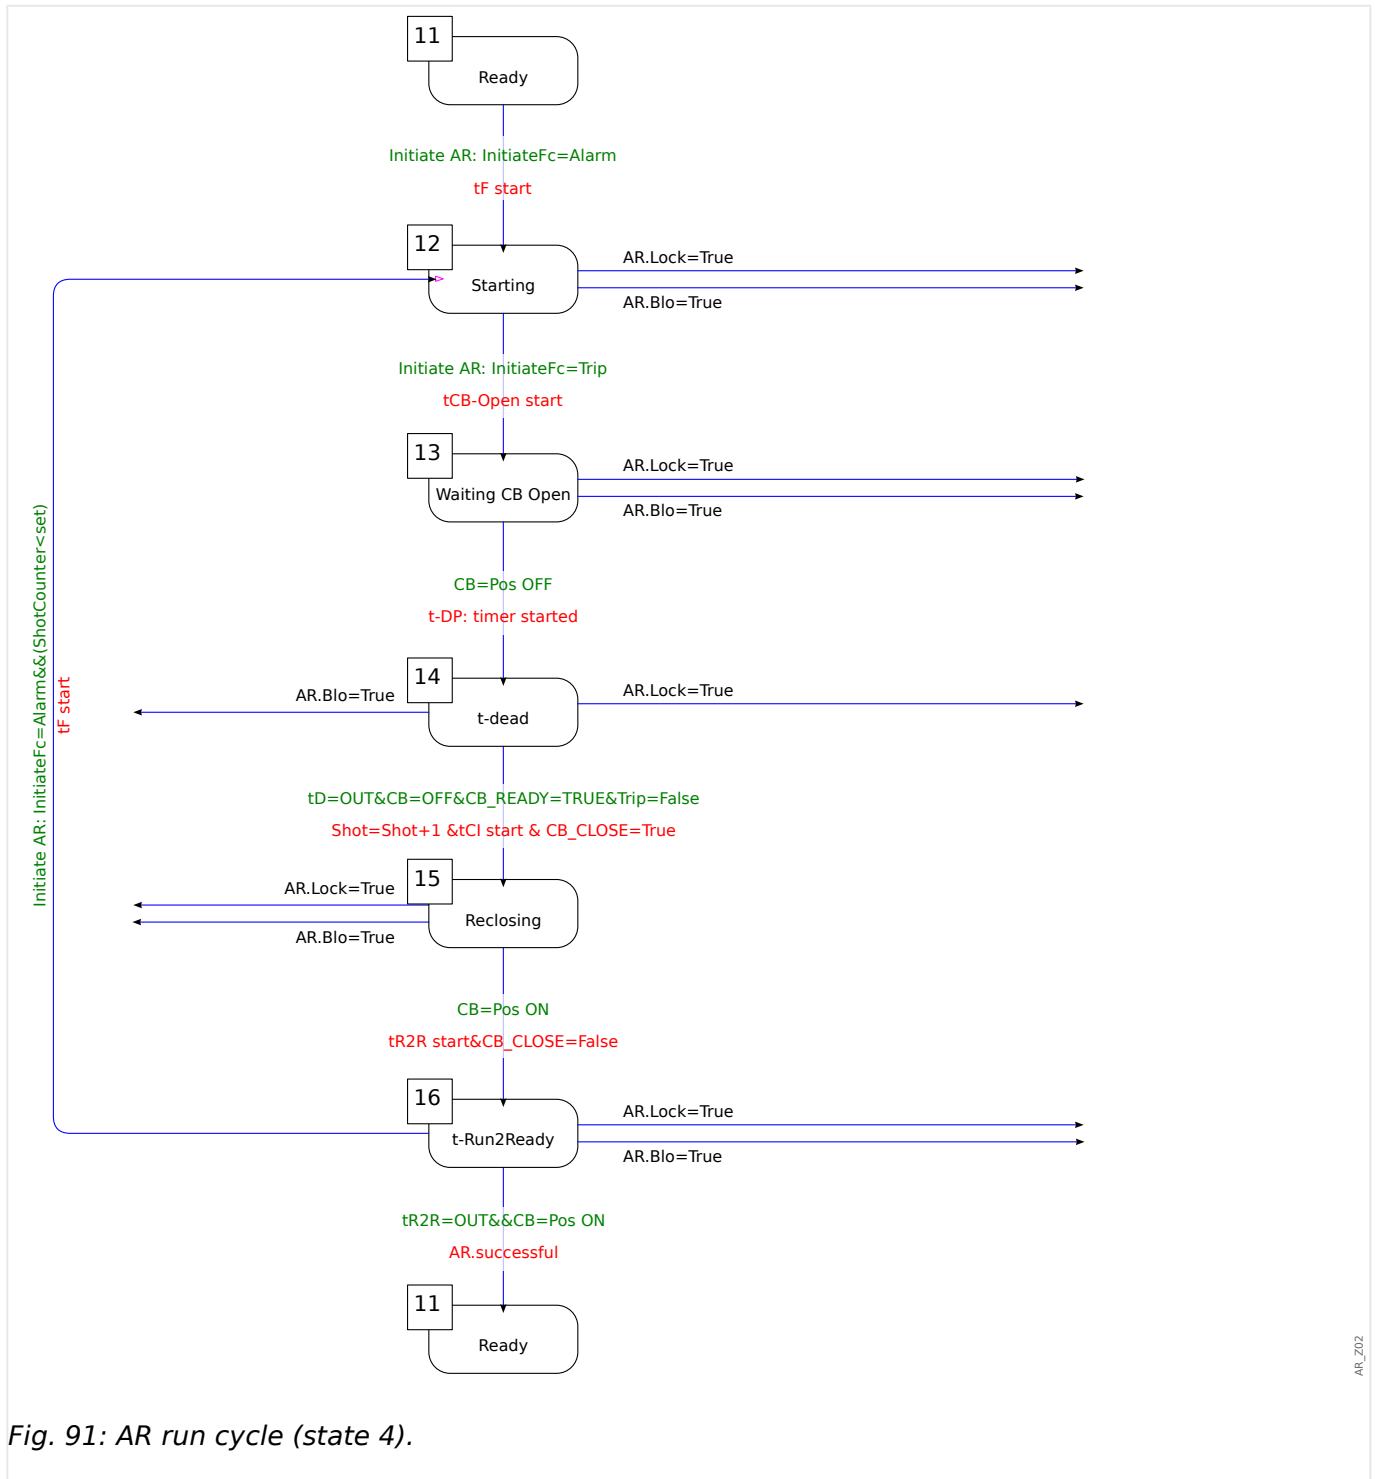 11
Ready
Initiate AR: InitiateFc=Alarm
tF start
12
Starting
AR.Lock=True
AR.Blo=True
Initiate AR: InitiateFc=Trip
tCB-Open start
13
Waiting CB Open
AR.Lock=True
AR.Blo=True
CB=Pos OFF
t-DP: timer started
Initiate AR: InitiateFc=Alarm&&(ShotCounter<set)
tF start
14
t-dead
AR.Blo=True
AR.Lock=True
tD=OUT&CB=OFF&CB_READY=TRUE&Trip=False
Shot=Shot+1 &tCI start & CB_CLOSE=True
15
Reclosing
AR.Lock=True
AR.Blo=True
CB=Pos ON
tR2R start&CB_CLOSE=False
16
t-Run2Ready
AR.Lock=True
AR.Blo=True
tR2R=OUT&&CB=Pos ON
AR.successful
11
Ready
AR_Z02
Fig. 91: AR run cycle (state 4).